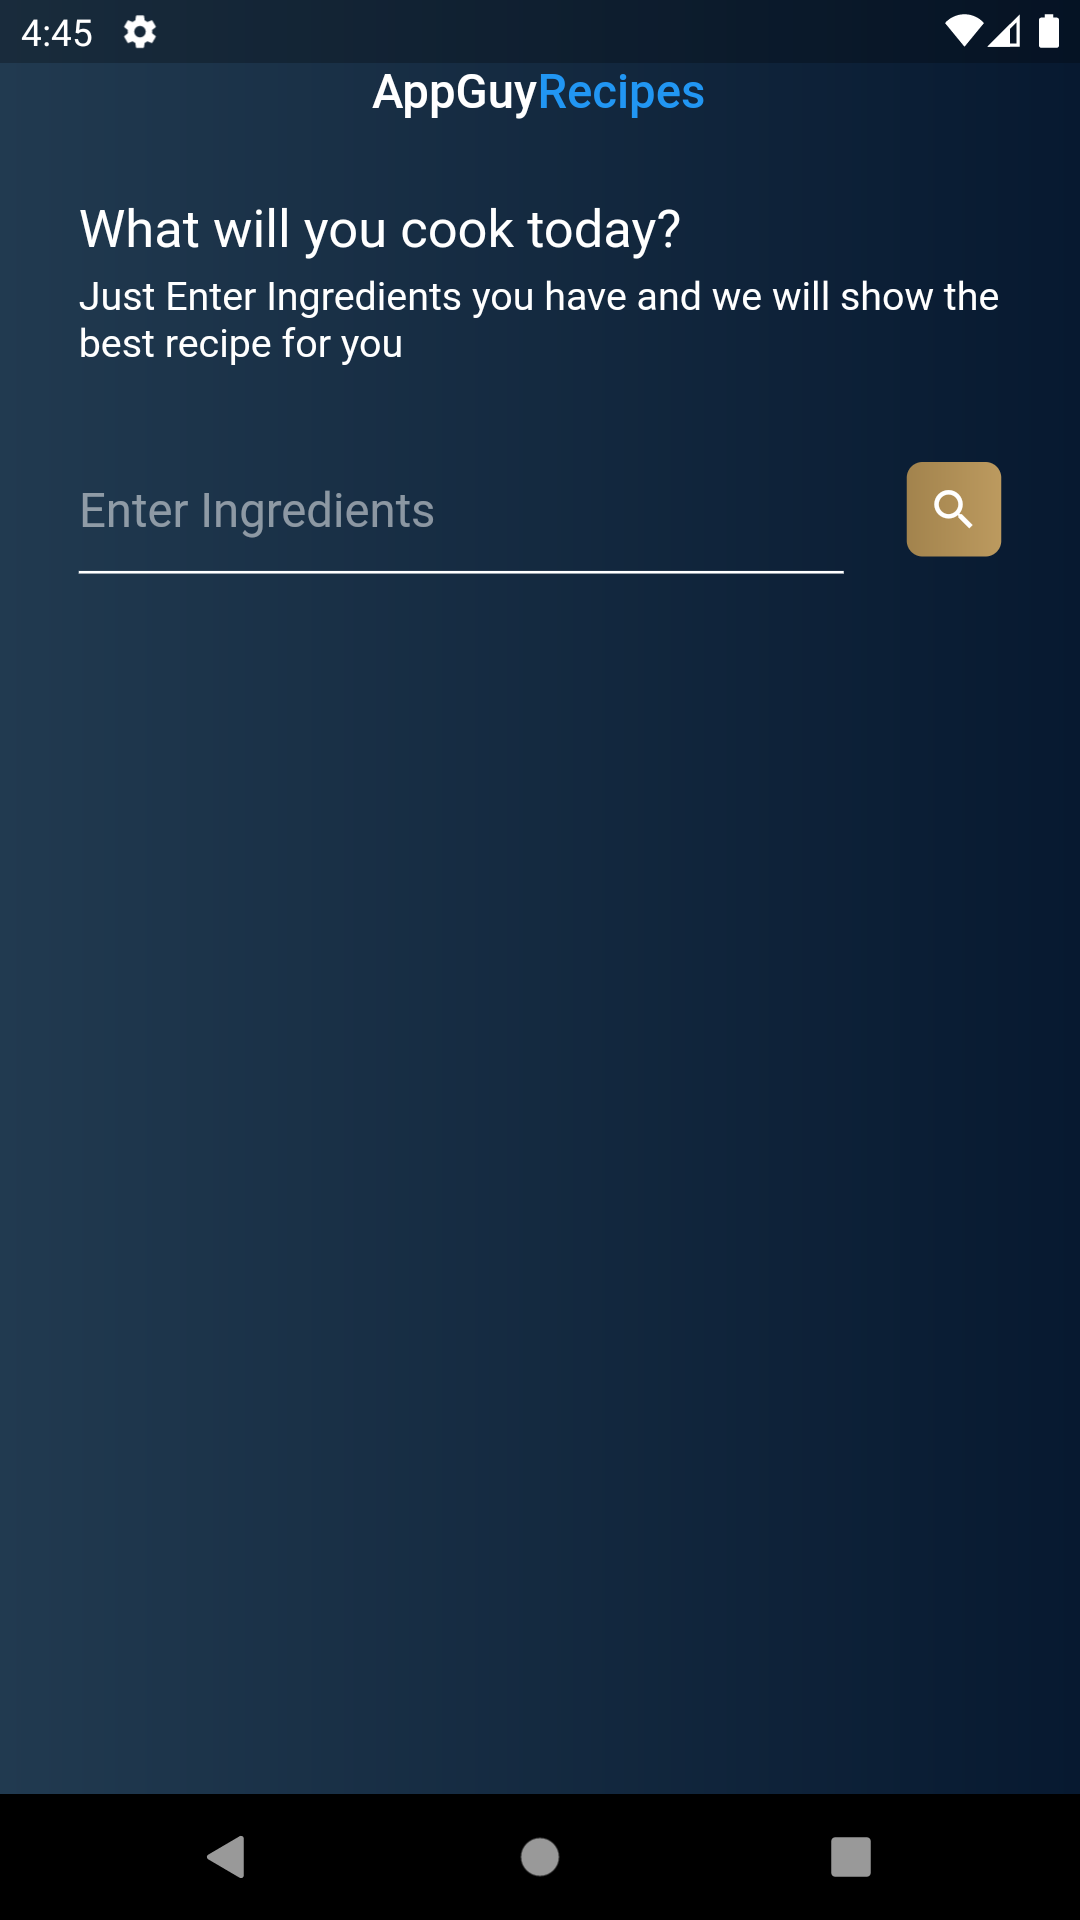 4:45
AppGuyRecipes
What will you cook today?
Just Enter Ingredients you have and we will show the
best recipe for you
Enter Ingredients